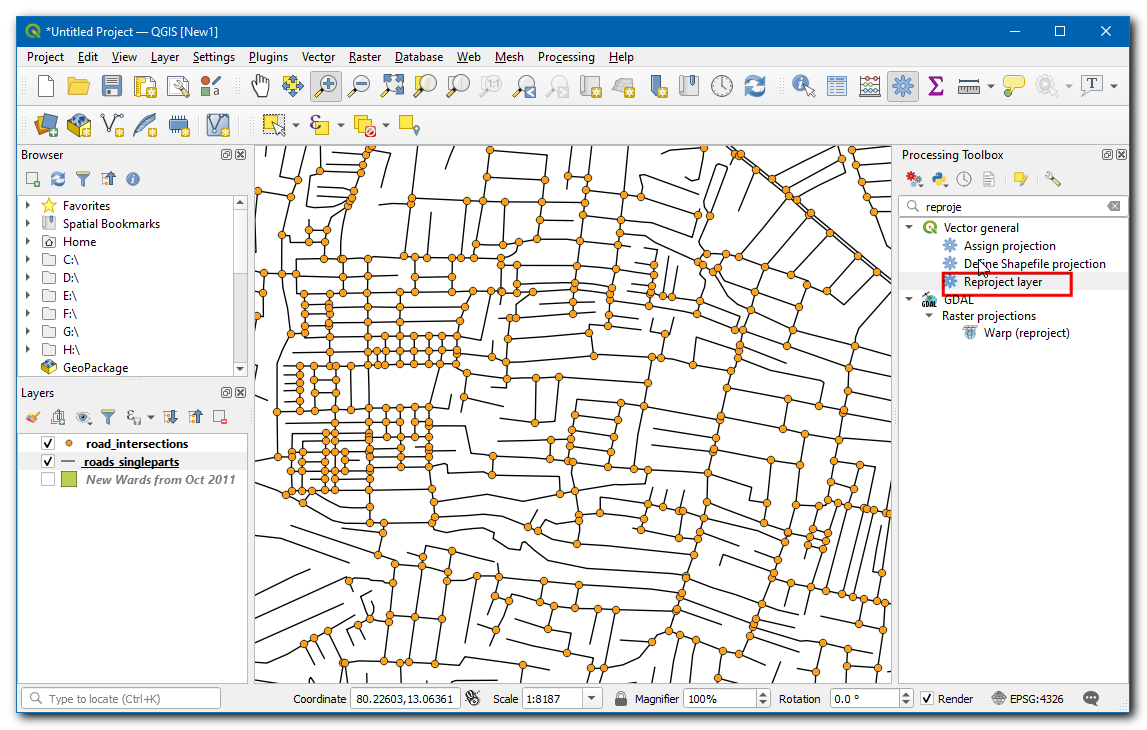 *Untitled Project — QGIS [New1]
Project Edit View Layer Settings Plugins Vector Raster Database Web Mesh Processing Help
Browser
Favorites
Spatial Bookmarks
Home
C:\
D:\
E:\
F:\
G:\
H:\
GeoPackage
Layers
road_intersections
roads_singleparts
New Wards from Oct 2011
Processing Toolbox
reproje
Vector general
Assign projection
Define Shapefile projection
Reproject layer
GDAL
GDAL
Raster projections
Warp (reproject)
Type to locate (Ctrl+K)
Coordinate 80.22603,13.06361 Scale 1:8187 Magnifier 100% Rotation 0.0 ° Render EPSG:4326